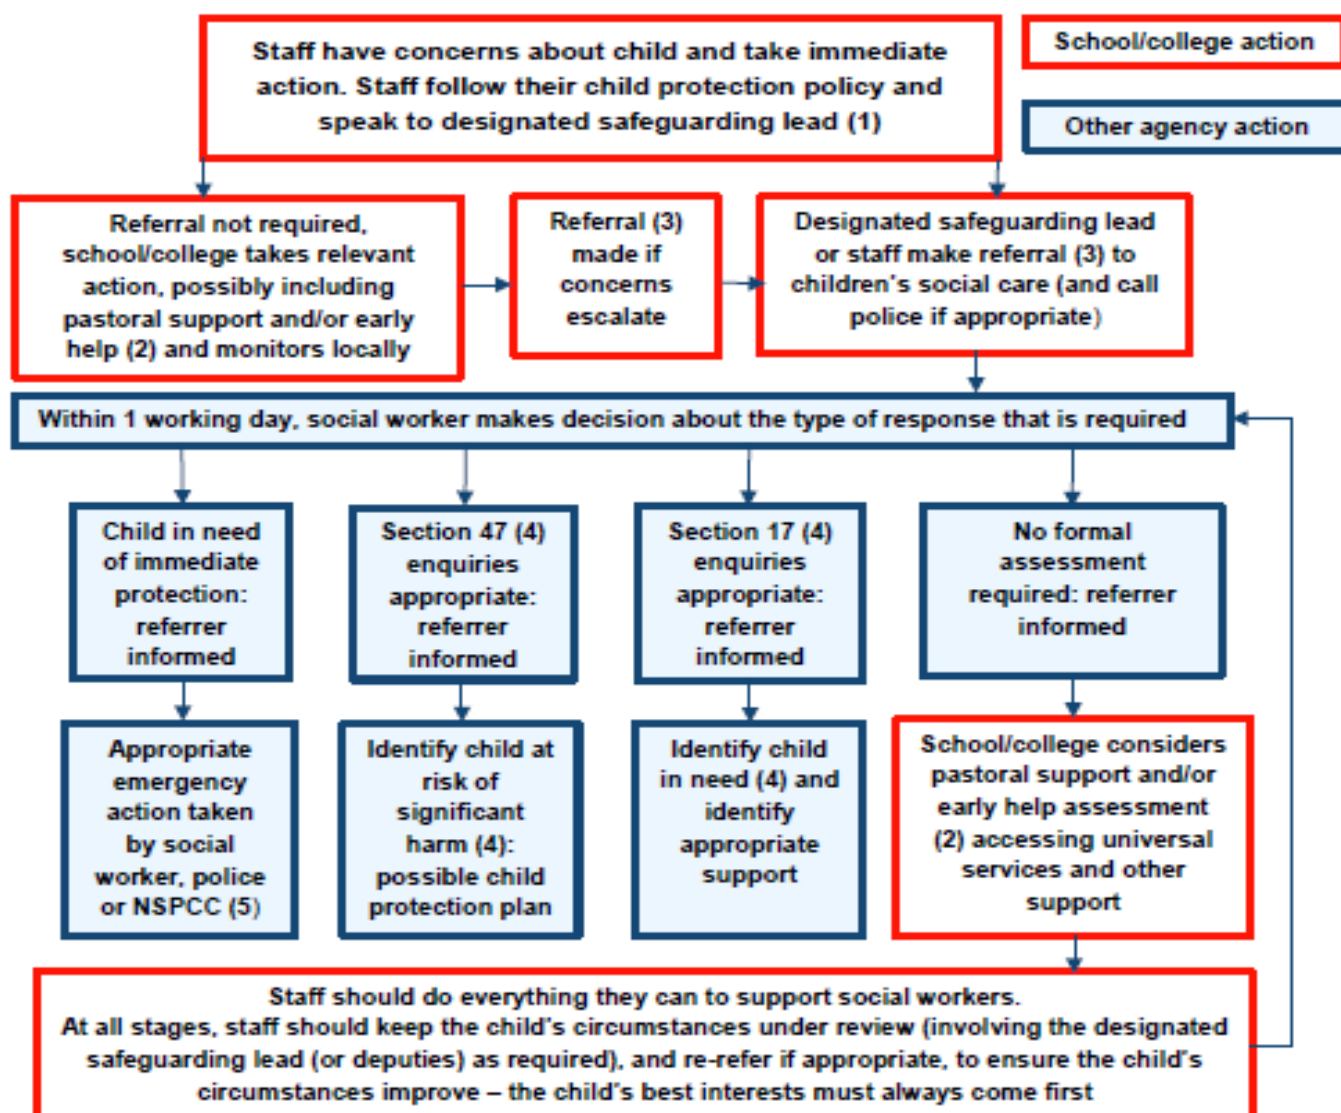 Staff have concerns about child and take immediate
action. Staff follow their child protection policy and
speak to designated safeguarding lead (1)
School/college action
Other agency action
Referral not required,
school/college takes relevant
action, possibly including
pastoral support and/or early
help (2) and monitors locally
Referral (3)
made if
concerns
escalate
Designated safeguarding lead
or staff make referral (3) to
children's social care (and call
police if appropriate)
Within 1 working day, social worker makes decision about the type of response that is required
Child in need
of immediate
protection:
referrer
informed
Section 47 (4)
enquiries
appropriate:
referrer
informed
Section 17 (4)
enquiries
appropriate:
referrer
informed
No formal
assessment
required: referrer
informed
Appropriate
emergency
action taken
by social
worker, police
or NSPCC (5)
Identify child at
risk of
significant
harm (4):
possible child
protection plan
Identify child
in need (4) and
identify
appropriate
support
School/college considers
pastoral support and/or
early help assessment
(2) accessing universal
services and other
support
Staff should do everything they can to support social workers.
At all stages, staff should keep the child's circumstances under review (involving the designated
safeguarding lead (or deputies) as required), and re-refer if appropriate, to ensure the child's
circumstances improve – the child's best interests must always come first